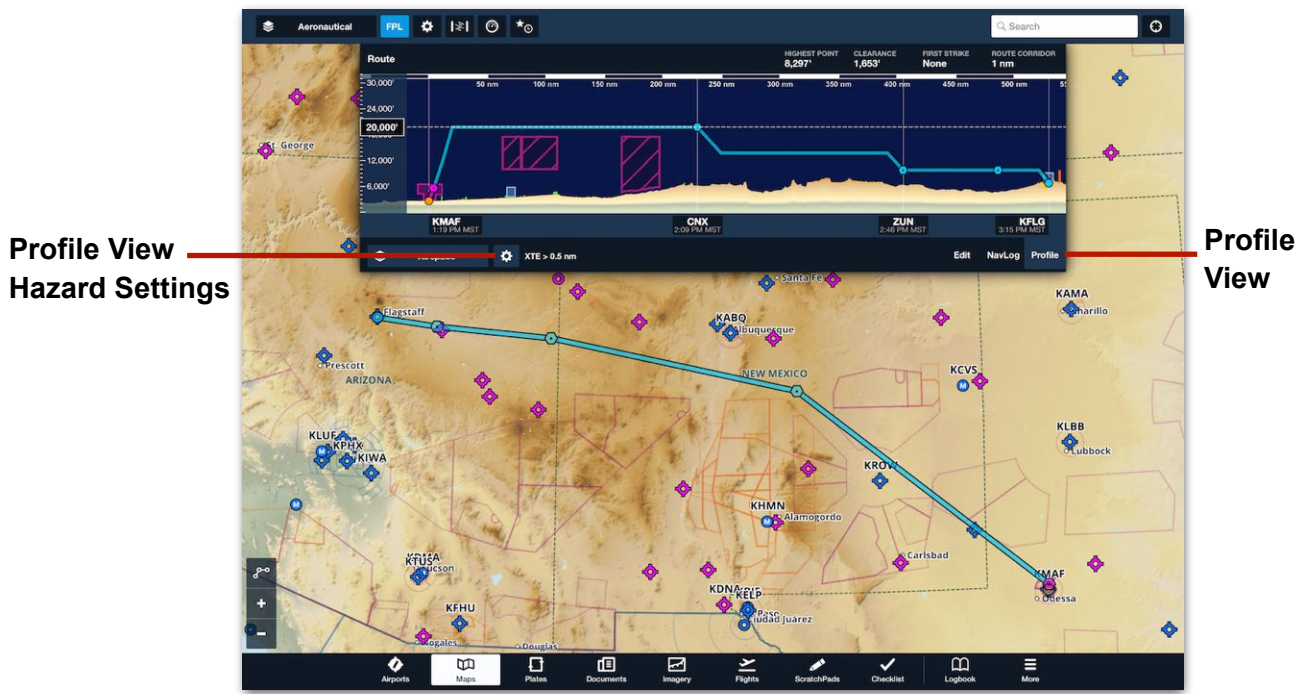 Aeronautical
FPL
Search
Route
HIGHEST POINT
8,297'
CLEARANCE
1,653'
FIRST STRIKE
None
ROUTE CORRIDOR
1 nm
30,000'
50 nm
100 nm
150 nm
200 nm
250 nm
300 nm
350 nm
400 nm
450 nm
500 nm
24,000'
20,000'
12,000'
6,000'
KMAF
1:19 PM MST
CNX
2:09 PM MST
ZUN
2:46 PM MST
KFLG
3:15 PM MST
XTE > 0.5 nm
Edit
NavLog
Profile
Profile View
Hazard Settings
Profile
View
St. George
Santa Fe
Flagstaff
KABQ
Albuquerque
KAMA
Amarillo
Prescott
ARIZONA
NEW MEXICO
KCVS
KLUF
KPHX
KIWA
KLBB
Lubbock
KROW
M
M
M
M
KHMN
Alamogordo
Carlsbad
KDMA
KTUS
Tucson
KMAF
Odessa
KDNA
KELP
Paso
Ciudad Juárez
KFHU
Nogales
Douglas
+
-
Airports
Maps
Plates
Documents
Imagery
Flights
ScratchPads
Checklist
Logbook
More